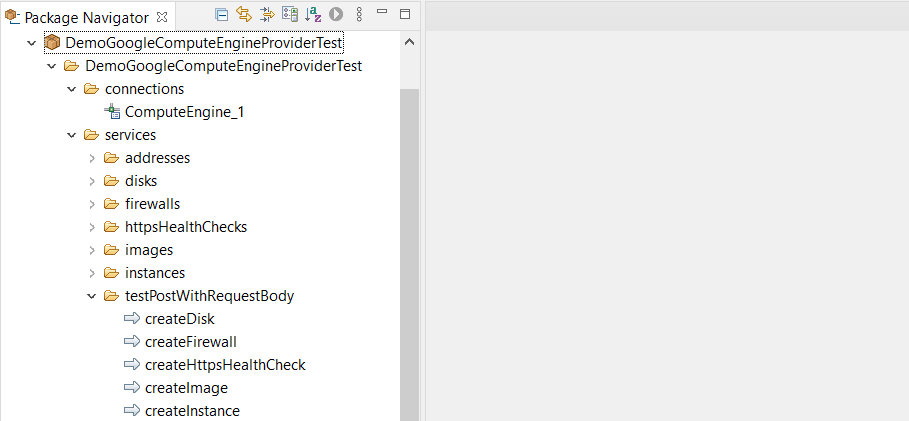 Package Navigator
DemoGoogleComputeEngineProviderTest
DemoGoogleComputeEngineProviderTest
connections
ComputeEngine_1
services
addresses
disks
firewalls
httpsHealthChecks
images
instances
testPostWithRequestBody
createDisk
createFirewall
createHttpsHealthCheck
createImage
createInstance